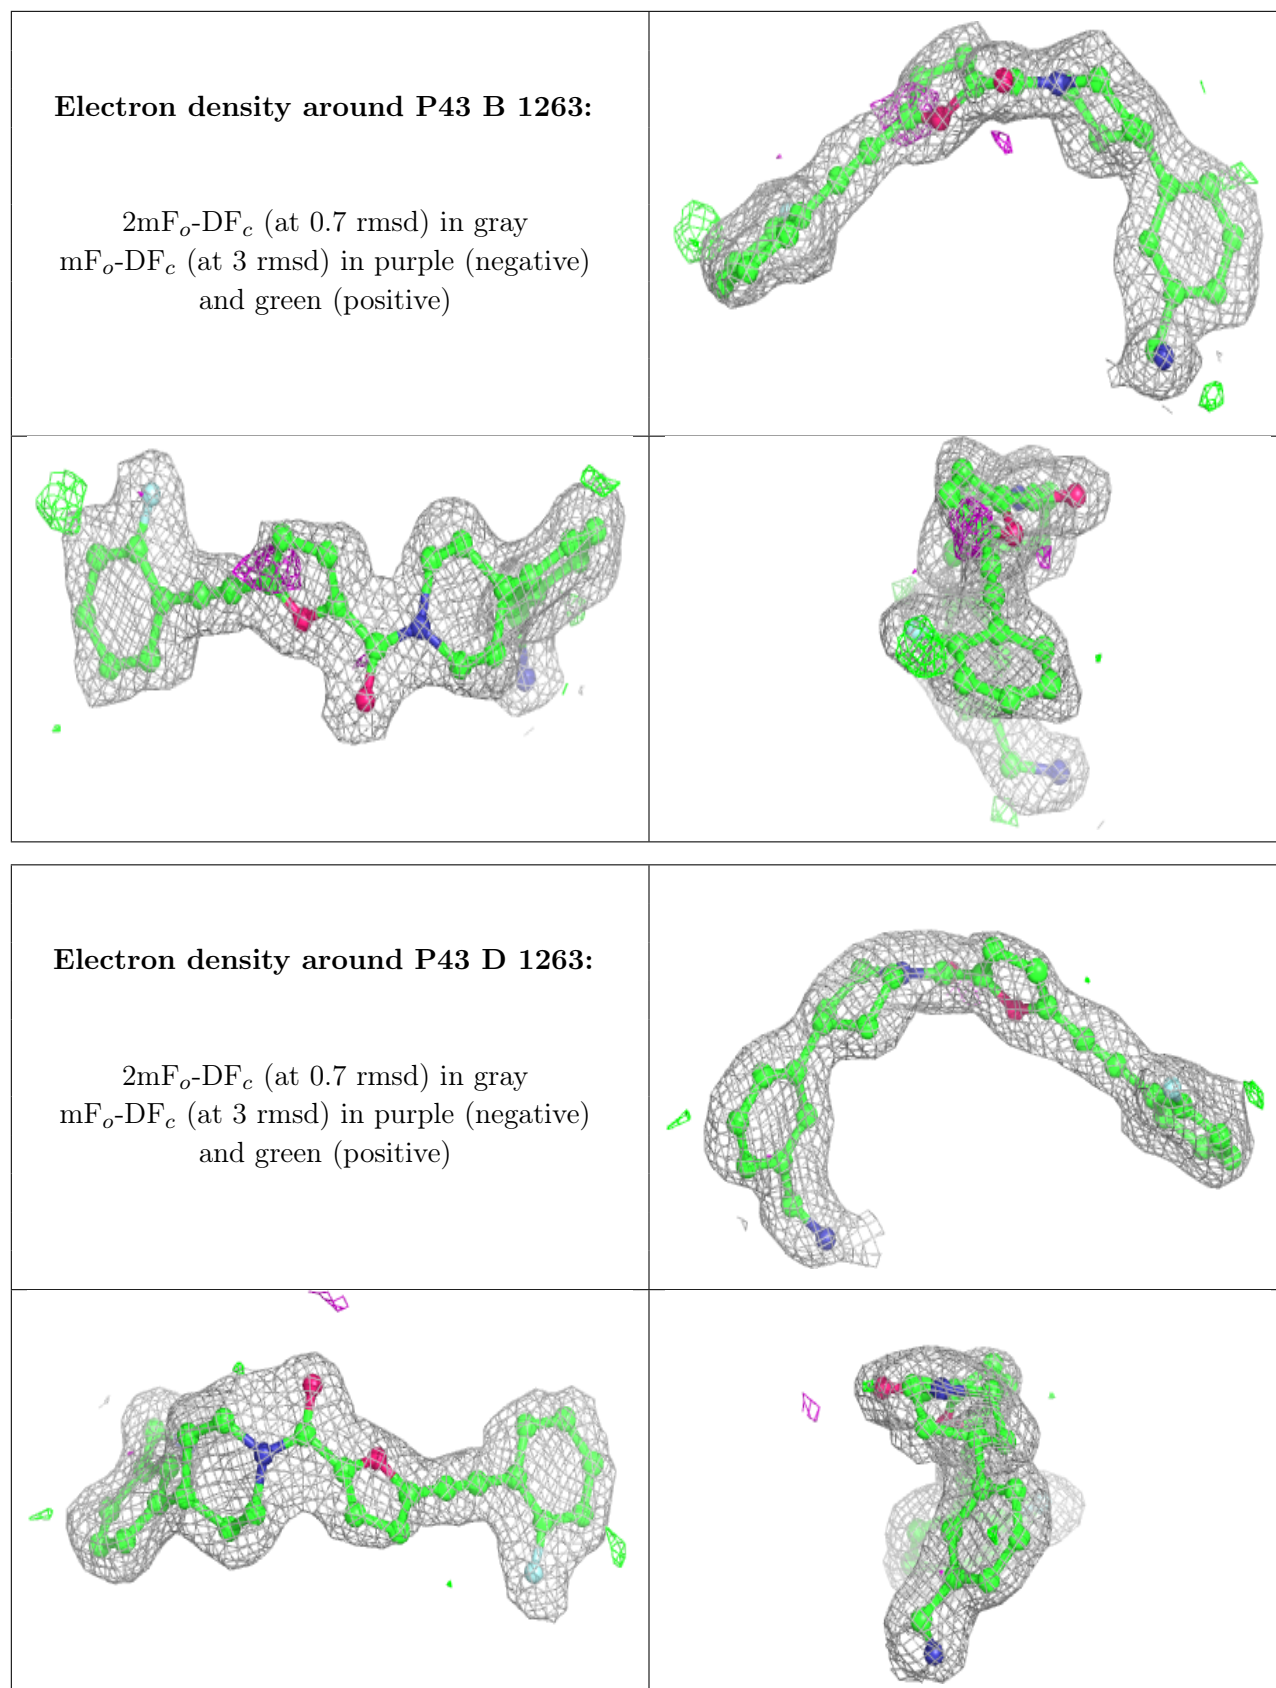 Electron density around P43 B 1263:
2mFo-DFc (at 0.7 rmsd) in gray
mFo-DFc (at 3 rmsd) in purple (negative)
and green (positive)
Electron density around P43 D 1263:
2mFo-DFc (at 0.7 rmsd) in gray
mFo-DFc (at 3 rmsd) in purple (negative)
and green (positive)